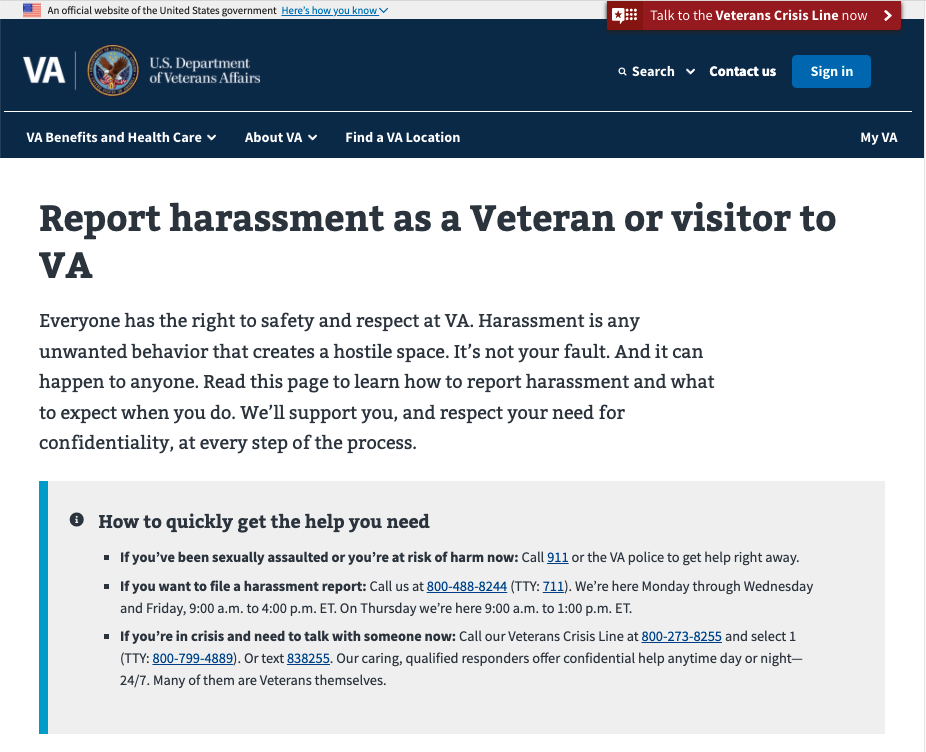 An official website of the United States government Here's how you know
Talk to the Veterans Crisis Line now
VA
U.S. Department
of Veterans Affairs
Search
Contact us
Sign in
VA Benefits and Health Care
About VA
Find a VA Location
My VA
Report harassment as a Veteran or visitor to
VA
Everyone has the right to safety and respect at VA. Harassment is any
unwanted behavior that creates a hostile space. It's not your fault. And it can
happen to anyone. Read this page to learn how to report harassment and what
to expect when you do. We'll support you, and respect your need for
confidentiality, at every step of the process.
How to quickly get the help you need
If you've been sexually assaulted or you're at risk of harm now: Call 911 or the VA police to get help right away.
If you want to file a harassment report: Call us at 800-488-8244 (TTY: 711). We're here Monday through Wednesday
and Friday, 9:00 a.m. to 4:00 p.m. ET. On Thursday we're here 9:00 a.m. to 1:00 p.m. ET.
If you're in crisis and need to talk with someone now: Call our Veterans Crisis Line at 800-273-8255 and select 1
(TTY: 800-799-4889). Or text 838255. Our caring, qualified responders offer confidential help anytime day or night—
24/7. Many of them are Veterans themselves.